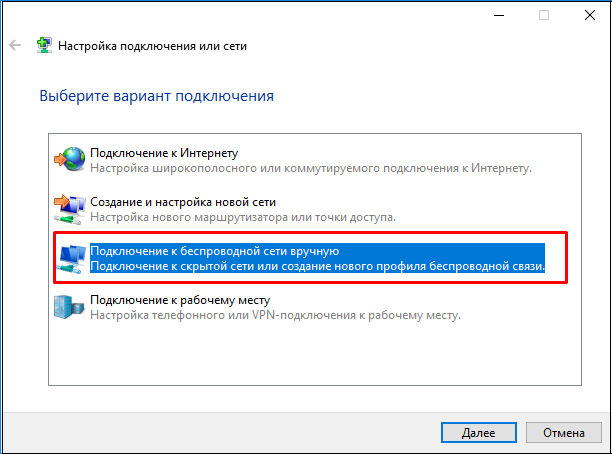 Настройка подключения или сети
Выберите вариант подключения
Подключение к Интернету
Настройка широкополосного или коммутируемого подключения к Интернету.
Создание и настройка новой сети
Настройка нового маршрутизатора или точки доступа.
Подключение к беспроводной сети вручную
Подключение к скрытой сети или создание нового профиля беспроводной связи.
Подключение к рабочему месту
Настройка телефонного или VPN-подключения к рабочему месту.
Далее
Отмена